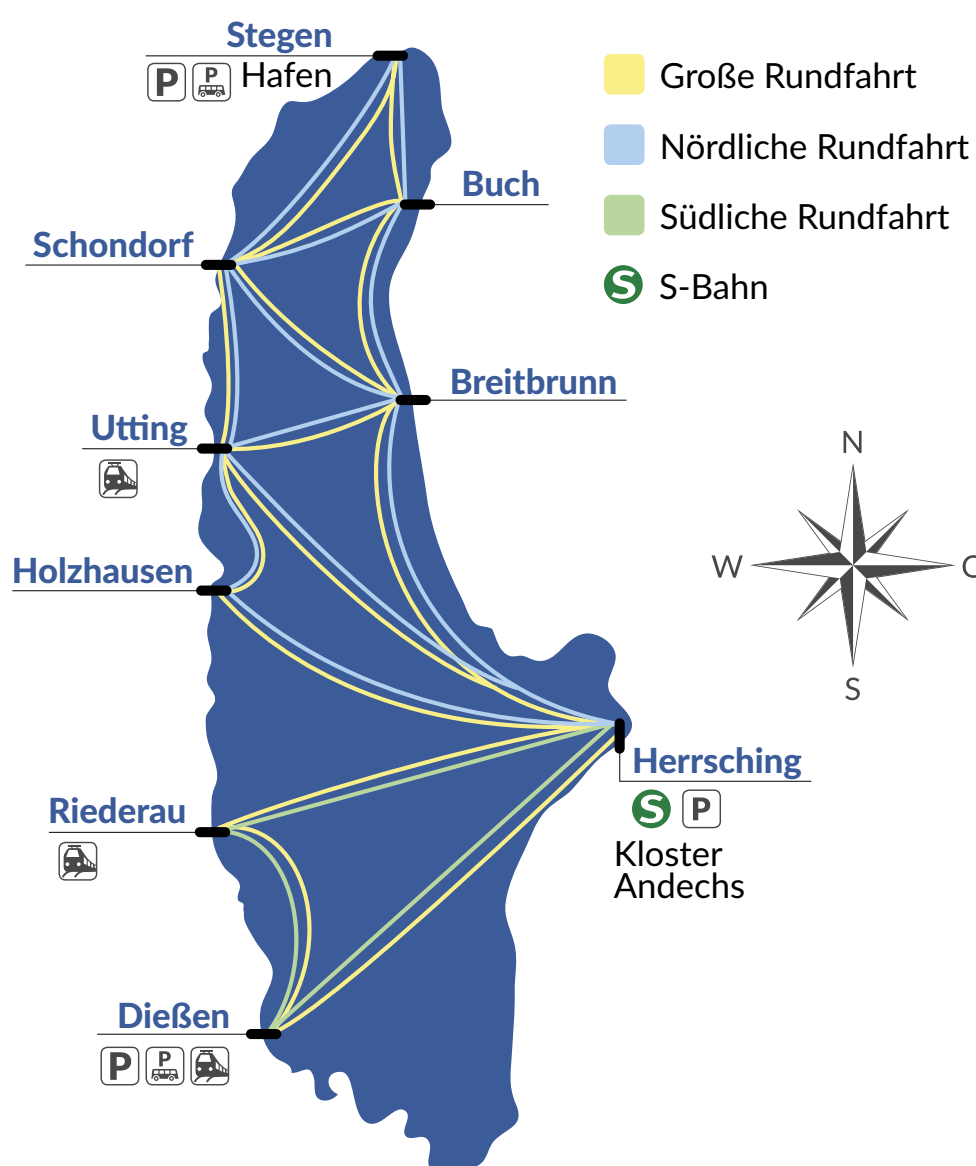 Stegen
P P Hafen
Große Rundfahrt
Nördliche Rundfahrt
Südliche Rundfahrt
S S-Bahn
Buch
Schondorf
Breitbrunn
Utting
Holzhausen
N
W O
S
Herrsching
S P
Kloster
Andechs
Riederau
Dießen
P P